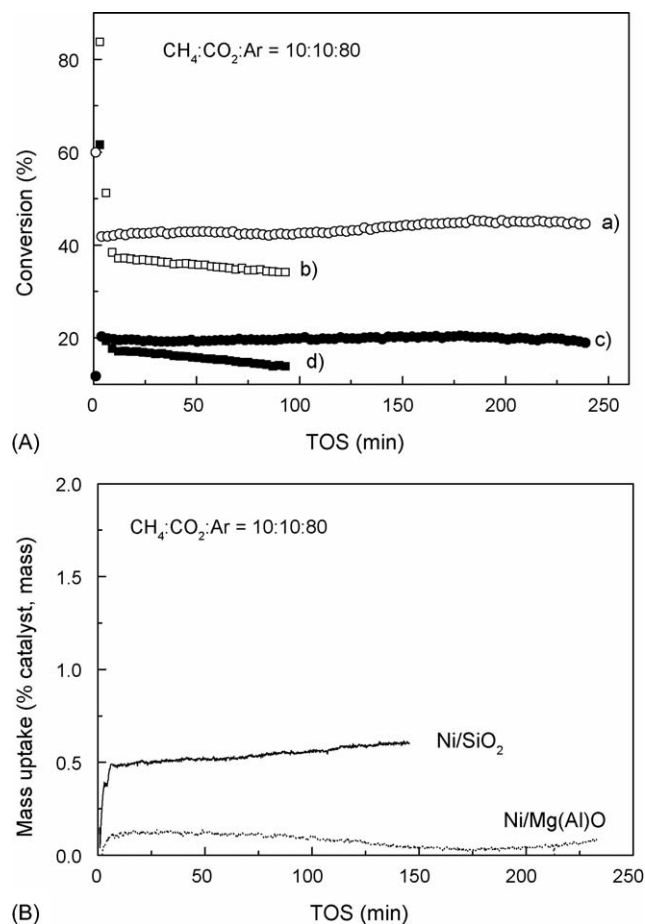 CH₄:CO₂:Ar = 10:10:80
80
60
40
20
Conversion (%)
a)
b)
c)
d)
0 50 100 150 200 250
(A)
TOS (min)
2.0
CH₄:CO₂:Ar = 10:10:80
1.5
1.0
0.5
0.0
Mass uptake (% catalyst, mass)
Ni/SiO₂
Ni/Mg(Al)O
0 50 100 150 200 250
(B)
TOS (min)